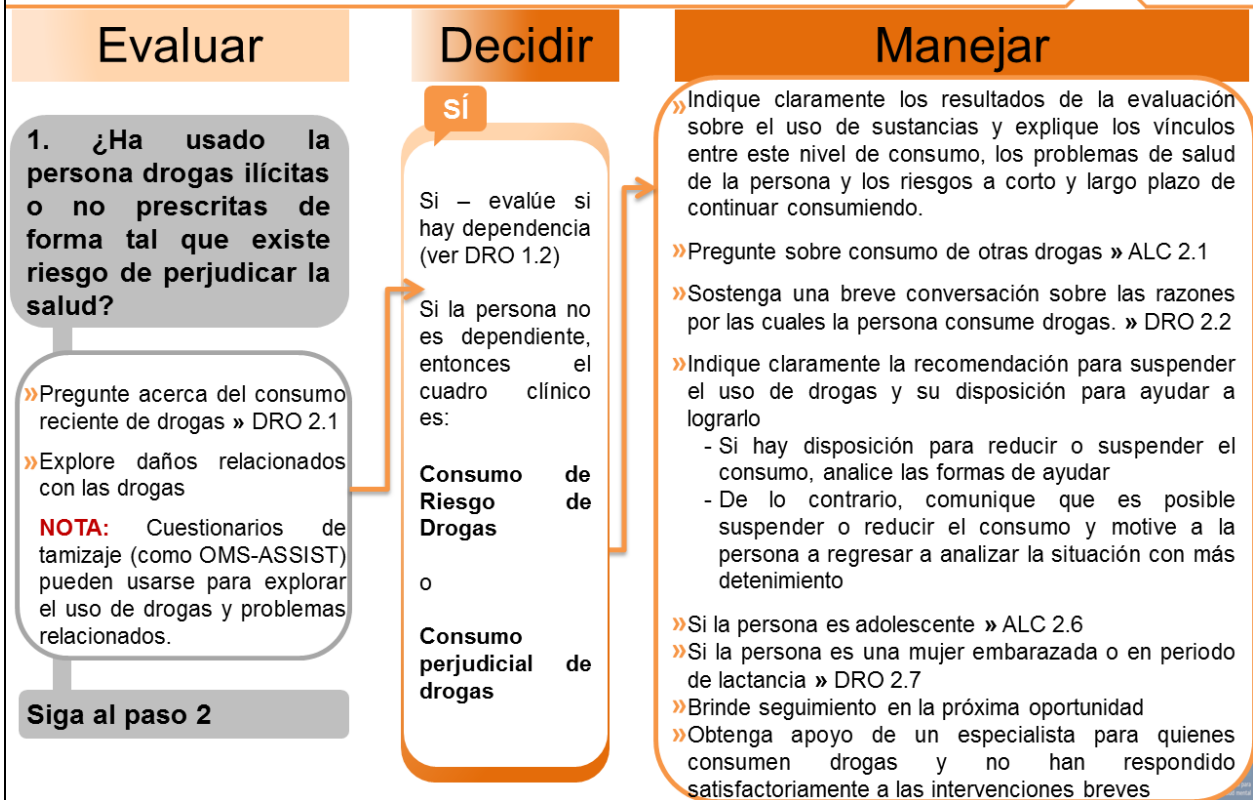 Evaluar
1. ¿Ha usado la
persona drogas ilícitas
o no prescritas de
forma tal que existe
riesgo de perjudicar la
salud?
»Pregunte acerca del consumo
reciente de drogas » DRO 2.1
»Explore daños relacionados
con las drogas
NOTA: Cuestionarios de
tamizaje (como OMS-ASSIST)
pueden usarse para explorar
el uso de drogas y problemas
relacionados.
Siga al paso 2
Decidir
SÍ
Si – evalúe si
hay dependencia
(ver DRO 1.2)
Si la persona no
es dependiente,
entonces el
cuadro clínico
es:
Consumo de
Riesgo de
Drogas
o
Consumo
perjudicial de
drogas
Manejar
»Indique claramente los resultados de la evaluación
sobre el uso de sustancias y explique los vínculos
entre este nivel de consumo, los problemas de salud
de la persona y los riesgos a corto y largo plazo de
continuar consumiendo.
»Pregunte sobre consumo de otras drogas » ALC 2.1
»Sostenga una breve conversación sobre las razones
por las cuales la persona consume drogas. » DRO 2.2
»Indique claramente la recomendación para suspender
el uso de drogas y su disposición para ayudar a
lograrlo
- Si hay disposición para reducir o suspender el
consumo, analice las formas de ayudar
- De lo contrario, comunique que es posible
suspender o reducir el consumo y motive a la
persona a regresar a analizar la situación con más
detenimiento
»Si la persona es adolescente » ALC 2.6
»Si la persona es una mujer embarazada o en periodo
de lactancia » DRO 2.7
»Brinde seguimiento en la próxima oportunidad
»Obtenga apoyo de un especialista para quienes
consumen drogas y no han respondido
satisfactoriamente a las intervenciones breves